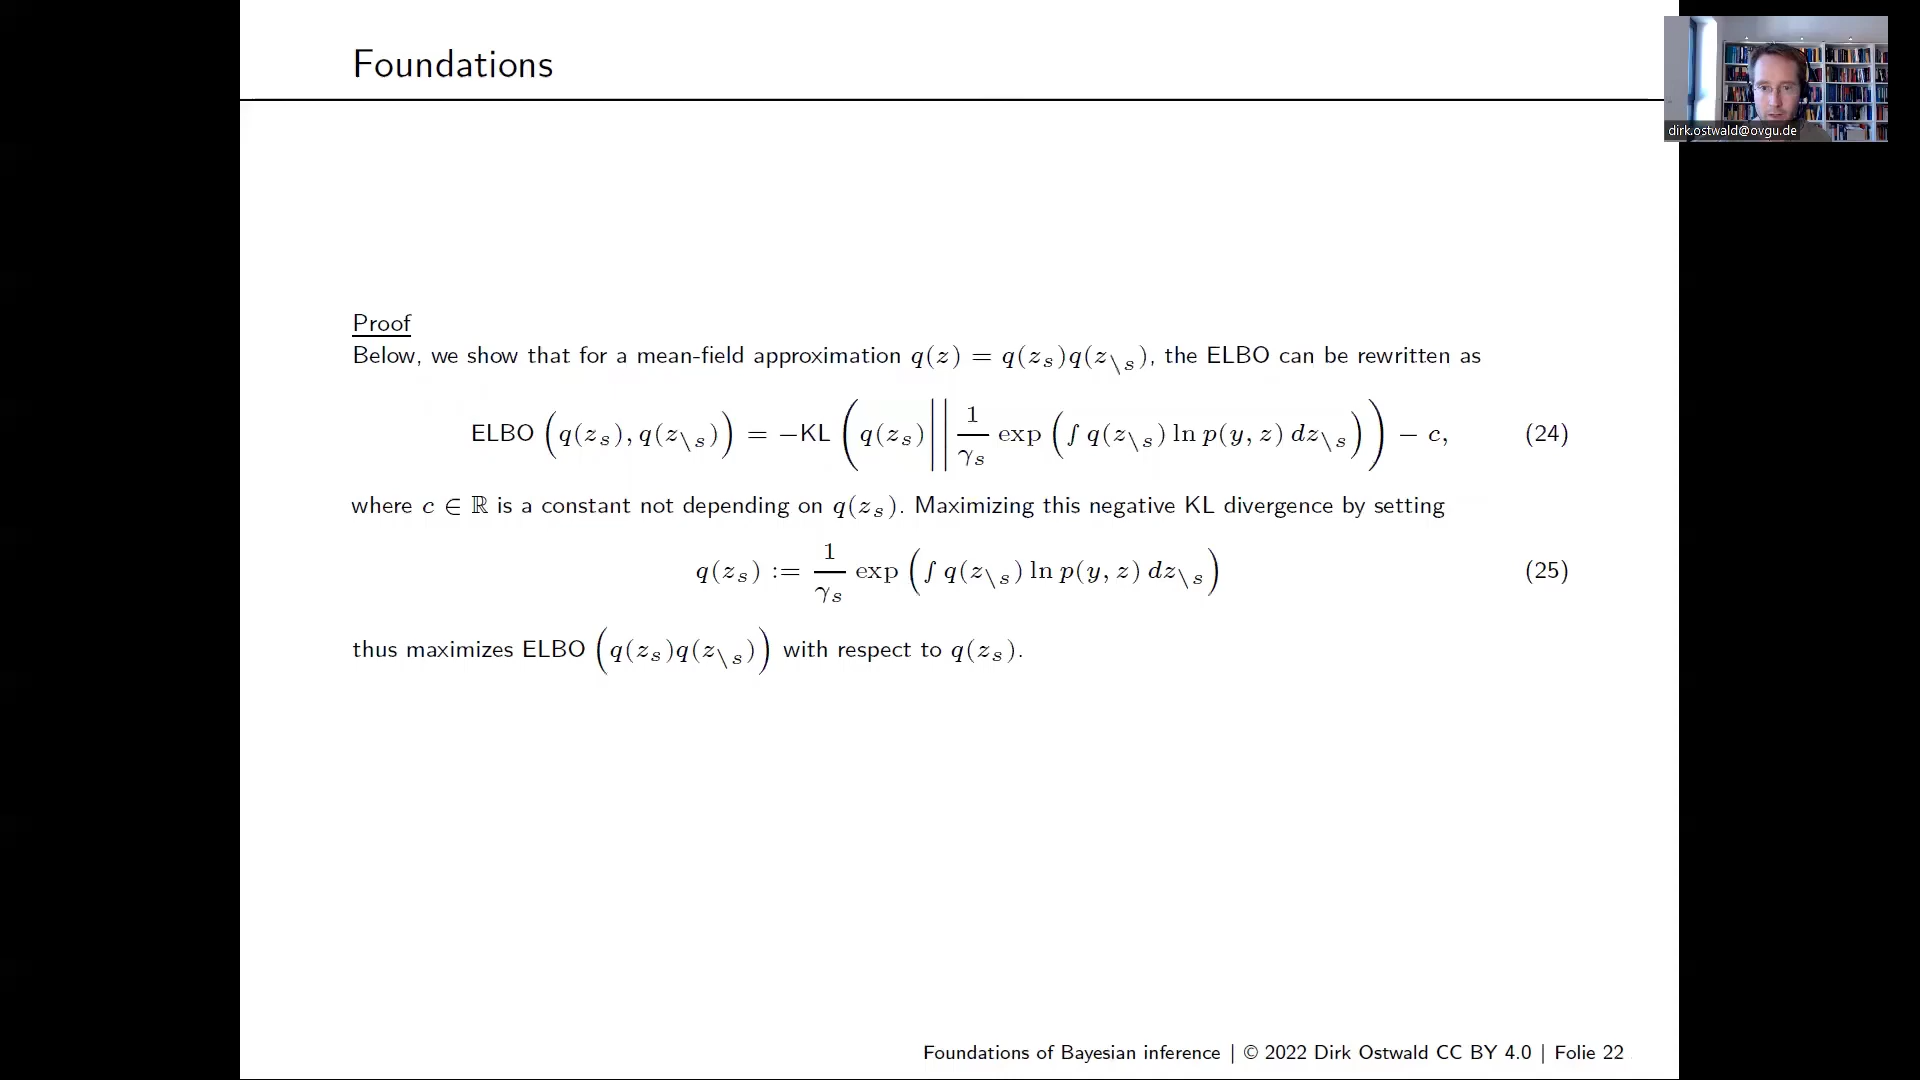 Foundations
dirk.ostwald@ovgu.de
Proof
Below, we show that for a mean-field approximation q(z) = q(z_s)q(z_{\s}), the ELBO can be rewritten as
ELBO (q(z_s), q(z_{\s})) = −KL (q(z_s) || 1/γ_s exp (∫ q(z_{\s}) ln p(y, z) dz_{\s})) − c, (24)
where c ∈ ℝ is a constant not depending on q(z_s). Maximizing this negative KL divergence by setting
q(z_s) := 1/γ_s exp (∫ q(z_{\s}) ln p(y, z) dz_{\s}) (25)
thus maximizes ELBO (q(z_s)q(z_{\s})) with respect to q(z_s).
Foundations of Bayesian inference | © 2022 Dirk Ostwald CC BY 4.0 | Folie 22